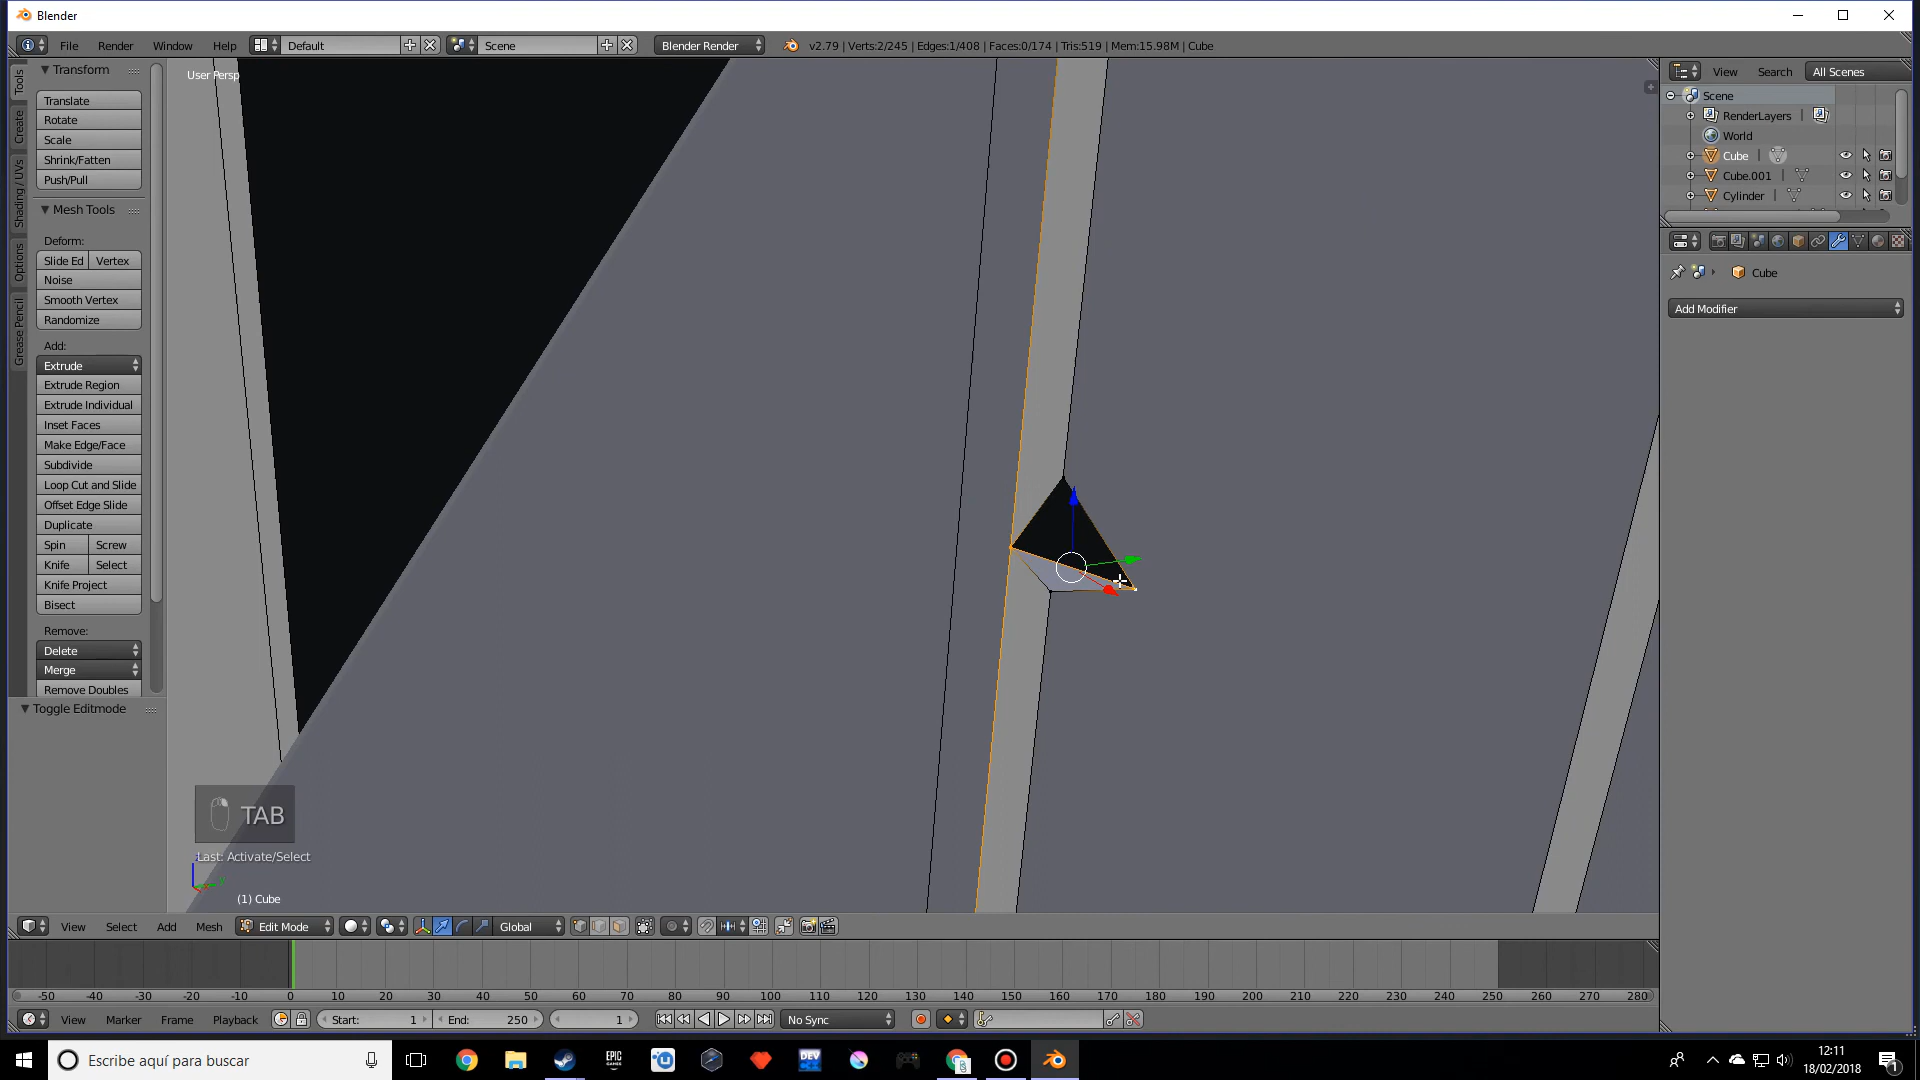 Blender
File Render Window Help Default Scene Blender Render v2.79 | Verts:2/245 | Edges:1/408 | Faces:0/174 | Tris:519 | Mem:15.98M | Cube
Transform
User Persp
View Search All Scenes
Tools
Create
Shading / UVs
Options
Grease Pencil
Translate
Rotate
Scale
Shrink/Fatten
Push/Pull
Mesh Tools
Deform:
Slide Ed Vertex
Noise
Smooth Vertex
Randomize
Add:
Extrude
Extrude Region
Extrude Individual
Inset Faces
Make Edge/Face
Subdivide
Loop Cut and Slide
Offset Edge Slide
Duplicate
Spin Screw
Knife Select
Knife Project
Bisect
Remove:
Delete
Merge
Remove Doubles
Toggle Editmode
Scene
RenderLayers |
World
Cube |
Cube.001 |
Cylinder |
Cube
Add Modifier
TAB
Last: Activate/Select
(1) Cube
View Select Add Mesh Edit Mode Global
-50 -40 -30 -20 -10 0 10 20 30 40 50 60 70 80 90 100 110 120 130 140 150 160 170 180 190 200 210 220 230 240 250 260 270 280
View Marker Frame Playback Start: 1 End: 250 1 No Sync
Escribe aquí para buscar
EPIC GAMES
DEV
12:11
18/02/2018
1